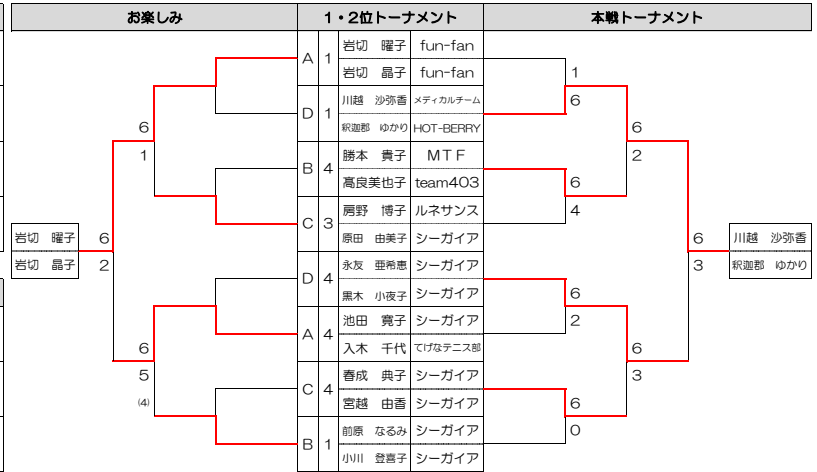 お楽しみ 1・2位トーナメント 本戦トーナメント
A 1 岩切 曜子 fun-fan
岩切 晶子 fun-fan
D 1 川越 沙弥香 メディカルチーム
釈迦郡 ゆかり HOT-BERRY
B 4 勝本 貴子 MTF
髙良美也子 team403
C 3 房野 博子 ルネサンス
原田 由美子 シーガイア
D 4 永友 亜希恵 シーガイア
黒木 小夜子 シーガイア
A 4 池田 寛子 シーガイア
入木 千代 てげなテニス部
C 4 春成 典子 シーガイア
宮越 由香 シーガイア
B 1 前原 なるみ シーガイア
小川 登喜子 シーガイア
6
1
岩切 曜子 6
岩切 晶子 2
6
5
(4)
1
6
6
2
6
4
6 川越 沙弥香
3 釈迦郡 ゆかり
6
2
6
3
6
0